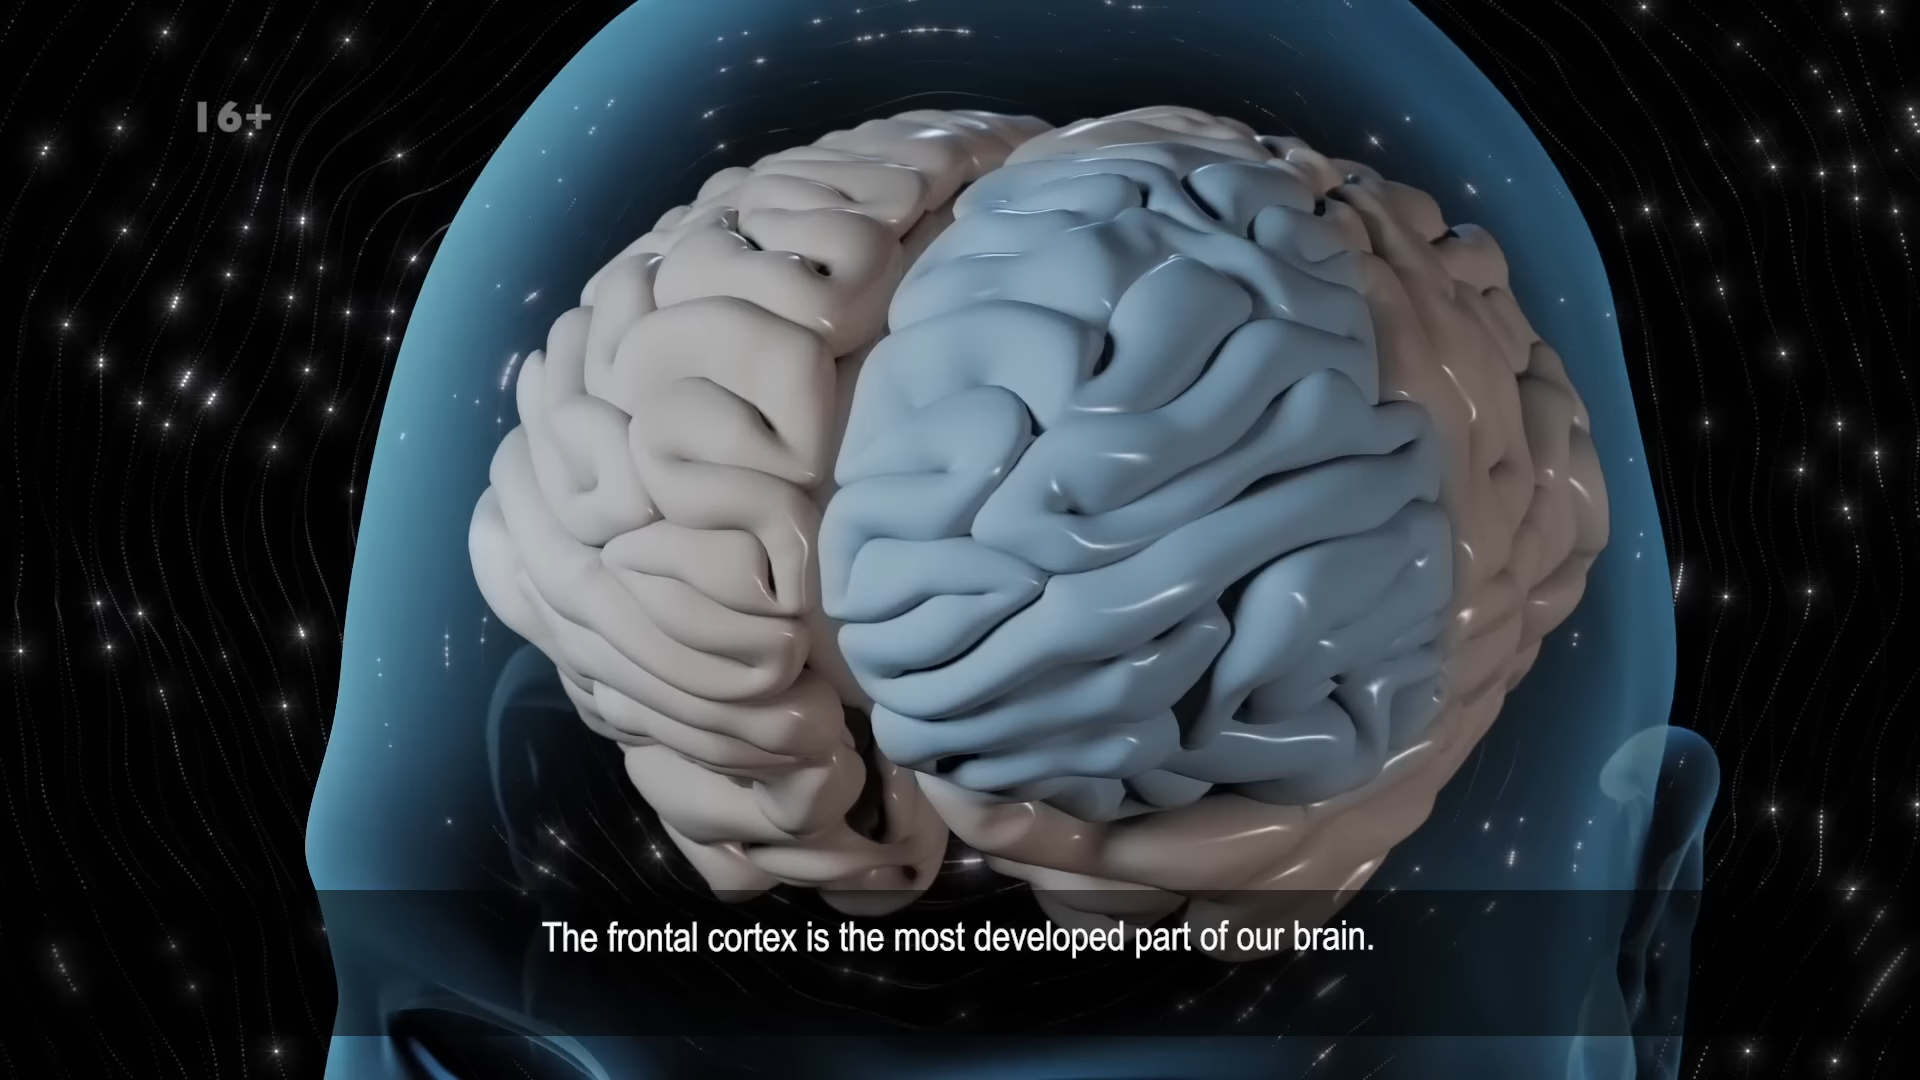 16+
The frontal cortex is the most developed part of our brain.